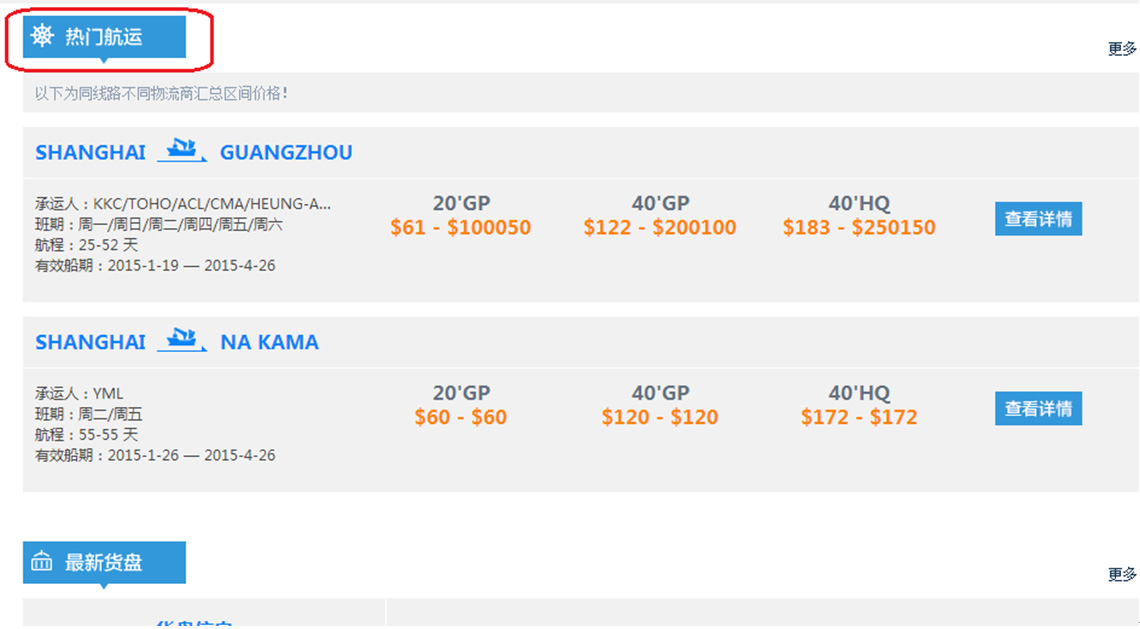 热门航运
更多
以下为同线路不同物流商汇总区间价格!
SHANGHAI GUANGZHOU
承运人：KKC/TOHO/ACL/CMA/HEUNG-A...
班期：周一/周日/周二/周四/周五/周六
航程：25-52 天
有效船期：2015-1-19 — 2015-4-26
20'GP
$61 - $100050
40'GP
$122 - $200100
40'HQ
$183 - $250150
查看详情
SHANGHAI NA KAMA
承运人：YML
班期：周二/周五
航程：55-55 天
有效船期：2015-1-26 — 2015-4-26
20'GP
$60 - $60
40'GP
$120 - $120
40'HQ
$172 - $172
查看详情
最新货盘
更多
货盘信息